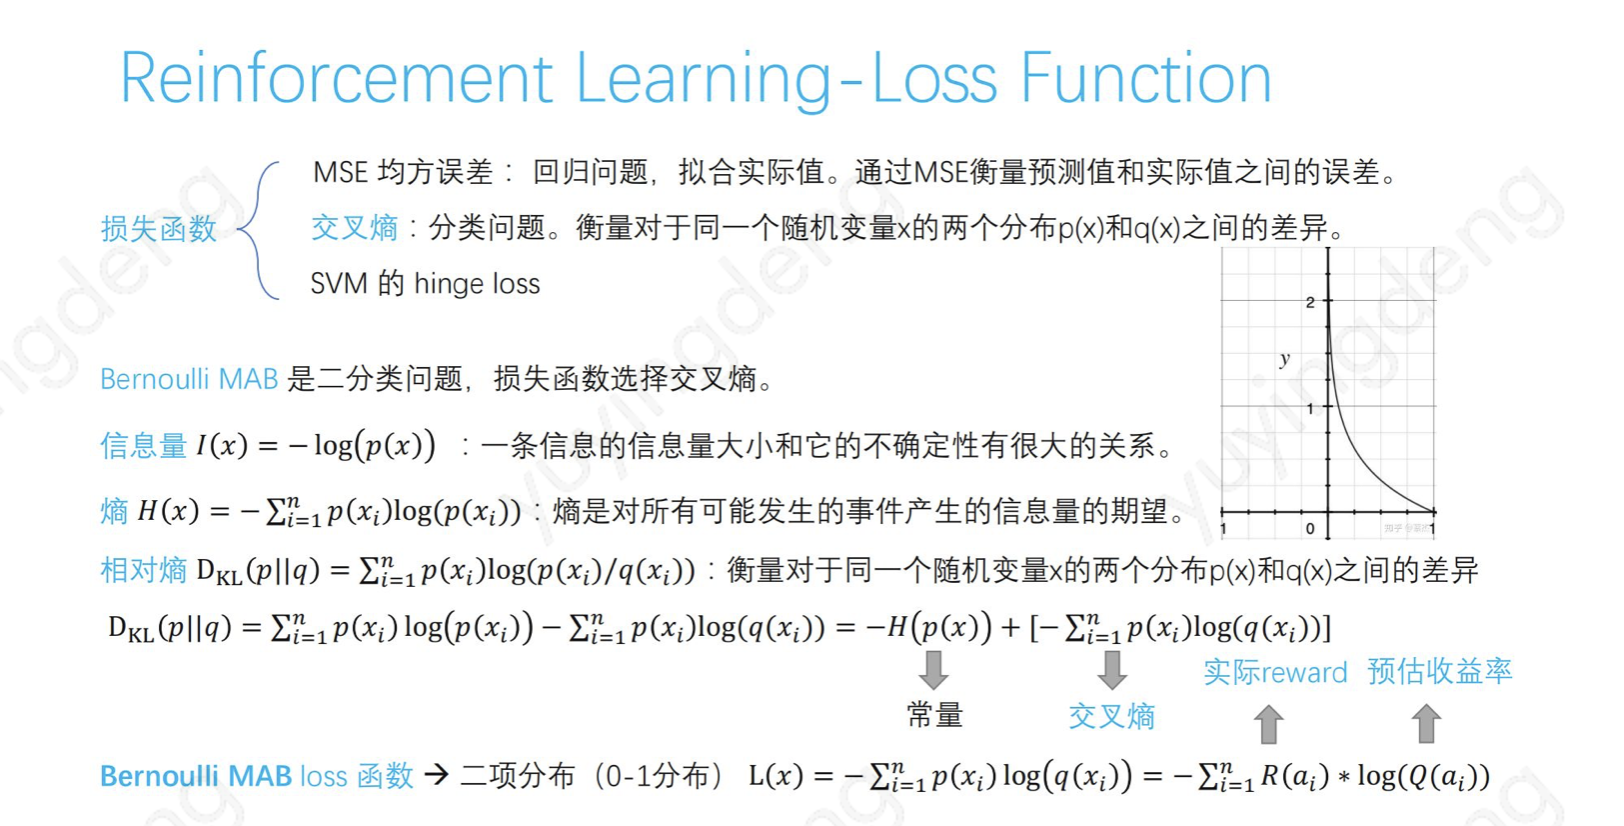 Reinforcement Learning-Loss Function
MSE 均方误差： 回归问题，拟合实际值。通过MSE衡量预测值和实际值之间的误差。
损失函数
交叉熵：分类问题。衡量对于同一个随机变量x的两个分布p(x)和q(x)之间的差异。
SVM 的 hinge loss
2
y
1
1 0 1
Bernoulli MAB 是二分类问题，损失函数选择交叉熵。
信息量 I(x) = − log(p(x)) ：一条信息的信息量大小和它的不确定性有很大的关系。
熵 H(x) = − ∑ⁿᵢ₌₁ p(xᵢ)log(p(xᵢ))：熵是对所有可能发生的事件产生的信息量的期望。
相对熵 D_KL(p||q) = ∑ⁿᵢ₌₁ p(xᵢ)log(p(xᵢ)/q(xᵢ))：衡量对于同一个随机变量x的两个分布p(x)和q(x)之间的差异
D_KL(p||q) = ∑ⁿᵢ₌₁ p(xᵢ) log(p(xᵢ)) − ∑ⁿᵢ₌₁ p(xᵢ)log(q(xᵢ)) = −H(p(x)) + [− ∑ⁿᵢ₌₁ p(xᵢ)log(q(xᵢ))]
实际reward 预估收益率
常量 交叉熵
Bernoulli MAB loss 函数 → 二项分布（0-1分布） L(x) = − ∑ⁿᵢ₌₁ p(xᵢ) log(q(xᵢ)) = − ∑ⁿᵢ₌₁ R(aᵢ) ∗ log(Q(aᵢ))
yuyingdeng
yuyingdeng